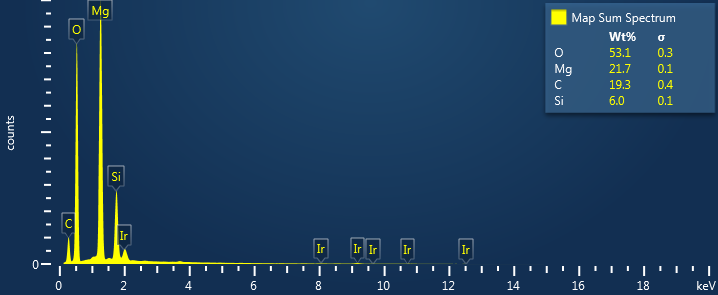 Map Sum Spectrum
Wt% σ
O 53.1 0.3
Mg 21.7 0.1
C 19.3 0.4
Si 6.0 0.1
Mg
O
Si
C
Ir
Ir Ir Ir Ir Ir
counts
0
0 2 4 6 8 10 12 14 16 18 keV